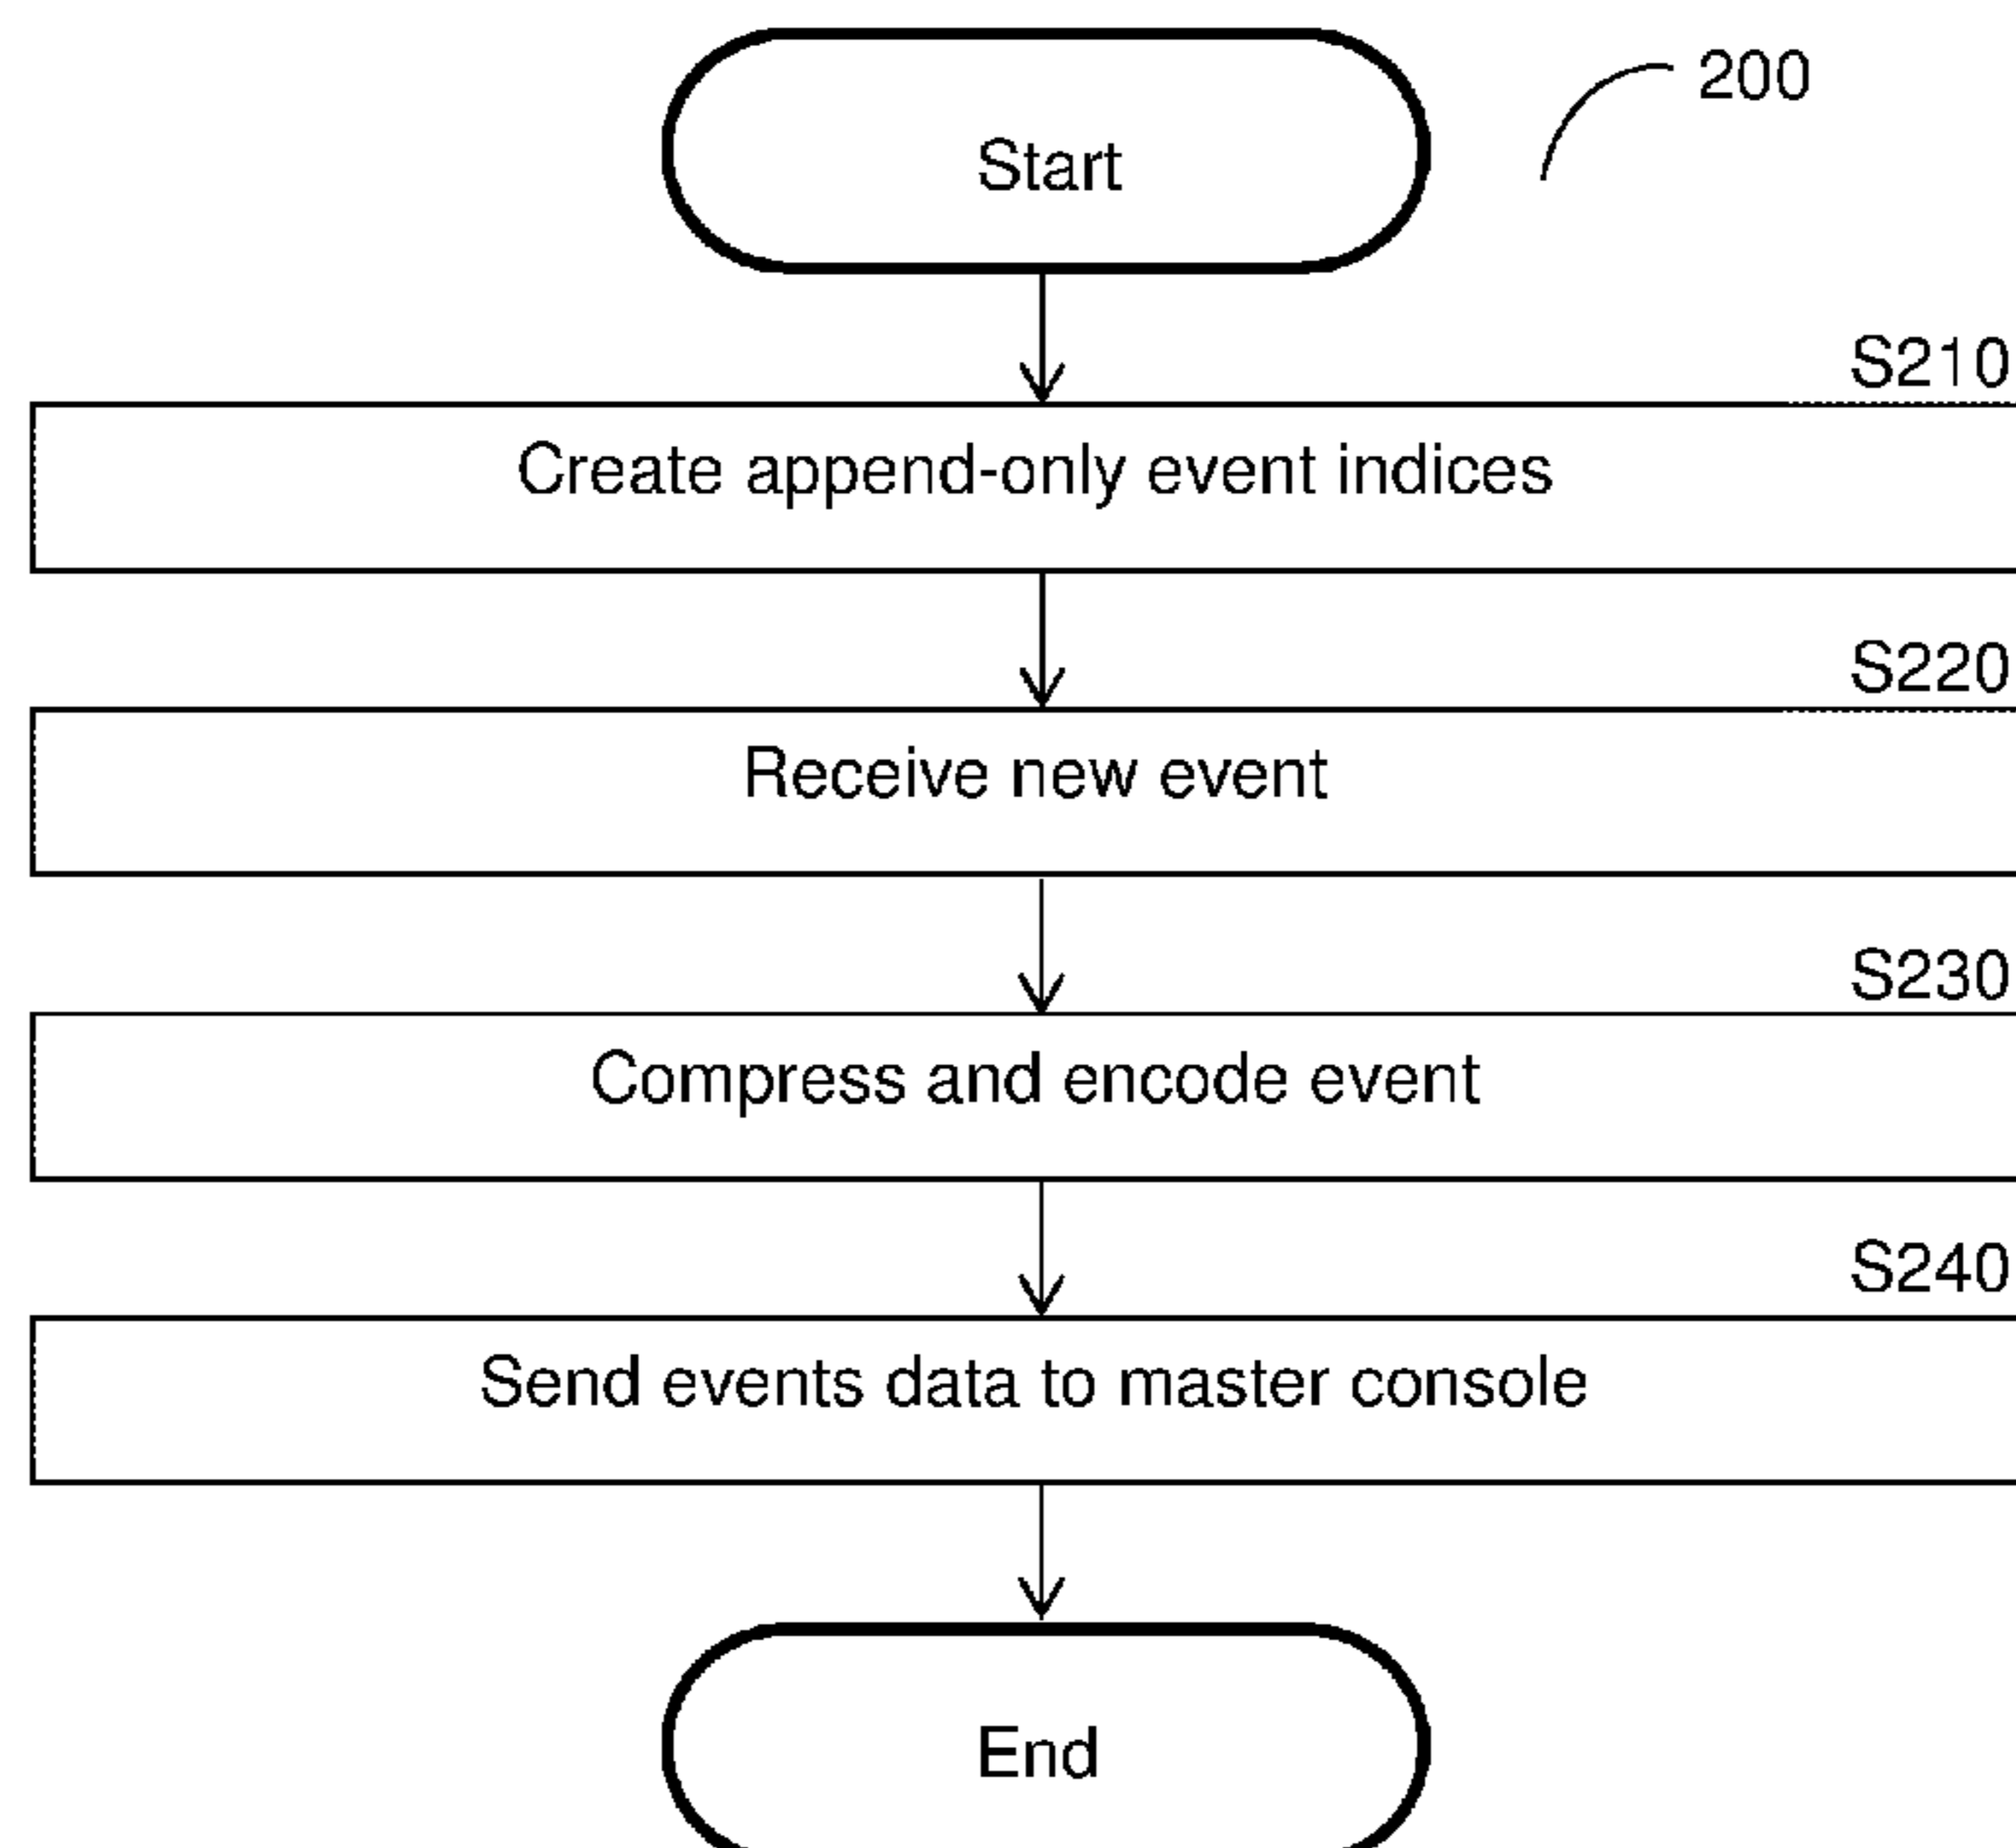 Start
200
S210
Create append-only event indices
S220
Receive new event
S230
Compress and encode event
S240
Send events data to master console
End